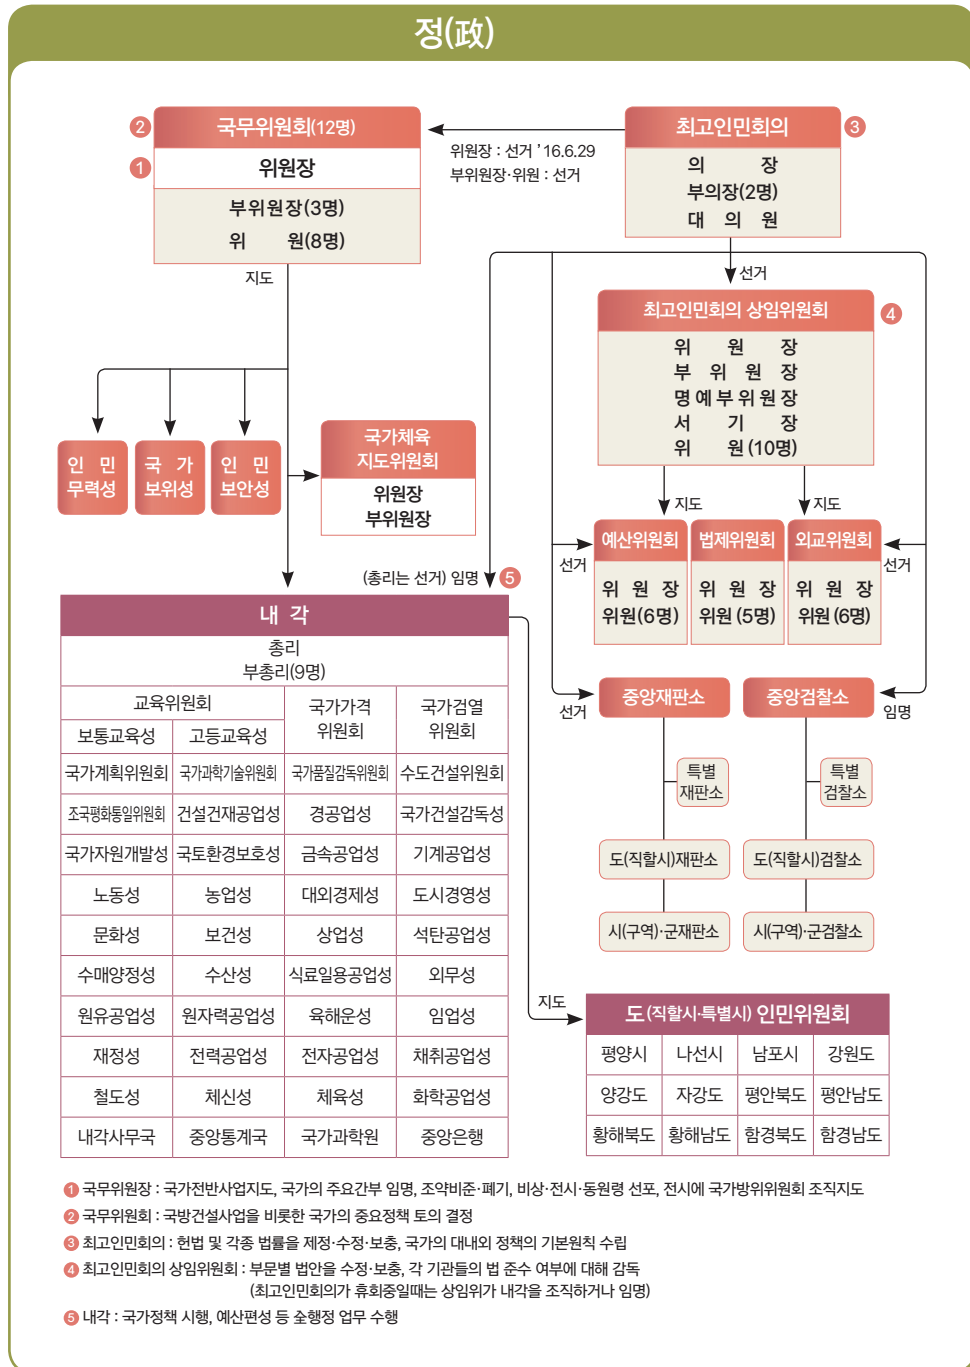 정(政)
② 국무위원회(12명)
① 위원장
부위원장(3명)
위 원(8명)
위원장 : 선거 ’16.6.29
부위원장·위원 : 선거
최고인민회의 ③
의 장
부의장(2명)
대 의 원
지도
선거
최고인민회의 상임위원회 ④
위 원 장
부 위 원 장
명예부위원장
서 기 장
위 원(10명)
인 민
무력성
국 가
보위성
인 민
보안성
국가체육
지도위원회
위원장
부위원장
지도
지도
선거
예산위원회
위 원 장
위원(6명)
법제위원회
위 원 장
위원(5명)
외교위원회
위 원 장
위원(6명)
선거
(총리는 선거) 임명 ⑤
내 각
총리
부총리(9명)
교육위원회
보통교육성 고등교육성
국가가격
위원회
국가검열
위원회
국가계획위원회 국가과학기술위원회 국가품질감독위원회 수도건설위원회
조국평화통일위원회 건설건재공업성 경공업성 국가건설감독성
국가자원개발성 국토환경보호성 금속공업성 기계공업성
노동성 농업성 대외경제성 도시경영성
문화성 보건성 상업성 석탄공업성
수매양정성 수산성 식료일용공업성 외무성
원유공업성 원자력공업성 육해운성 임업성
재정성 전력공업성 전자공업성 채취공업성
철도성 체신성 체육성 화학공업성
내각사무국 중앙통계국 국가과학원 중앙은행
선거
중앙재판소
중앙검찰소
임명
특별
재판소
특별
검찰소
도(직할시)재판소
도(직할시)검찰소
시(구역)·군재판소
시(구역)·군검찰소
지도
도(직할시·특별시) 인민위원회
평양시 나선시 남포시 강원도
양강도 자강도 평안북도 평안남도
황해북도 황해남도 함경북도 함경남도
① 국무위원장 : 국가전반사업지도, 국가의 주요간부 임명, 조약비준·폐기, 비상·전시·동원령 선포, 전시에 국가방위위원회 조직지도
② 국무위원회 : 국방건설사업을 비롯한 국가의 중요정책 토의 결정
③ 최고인민회의 : 헌법 및 각종 법률을 제정·수정·보충, 국가의 대내외 정책의 기본원칙 수립
④ 최고인민회의 상임위원회 : 부문별 법안을 수정·보충, 각 기관들의 법 준수 여부에 대해 감독
(최고인민회의가 휴회중일때는 상임위가 내각을 조직하거나 임명)
⑤ 내각 : 국가정책 시행, 예산편성 등 全행정 업무 수행